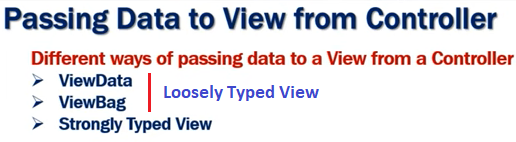 Passing Data to View from Controller
Different ways of passing data to a View from a Controller
ViewData
ViewBag
Loosely Typed View
Strongly Typed View